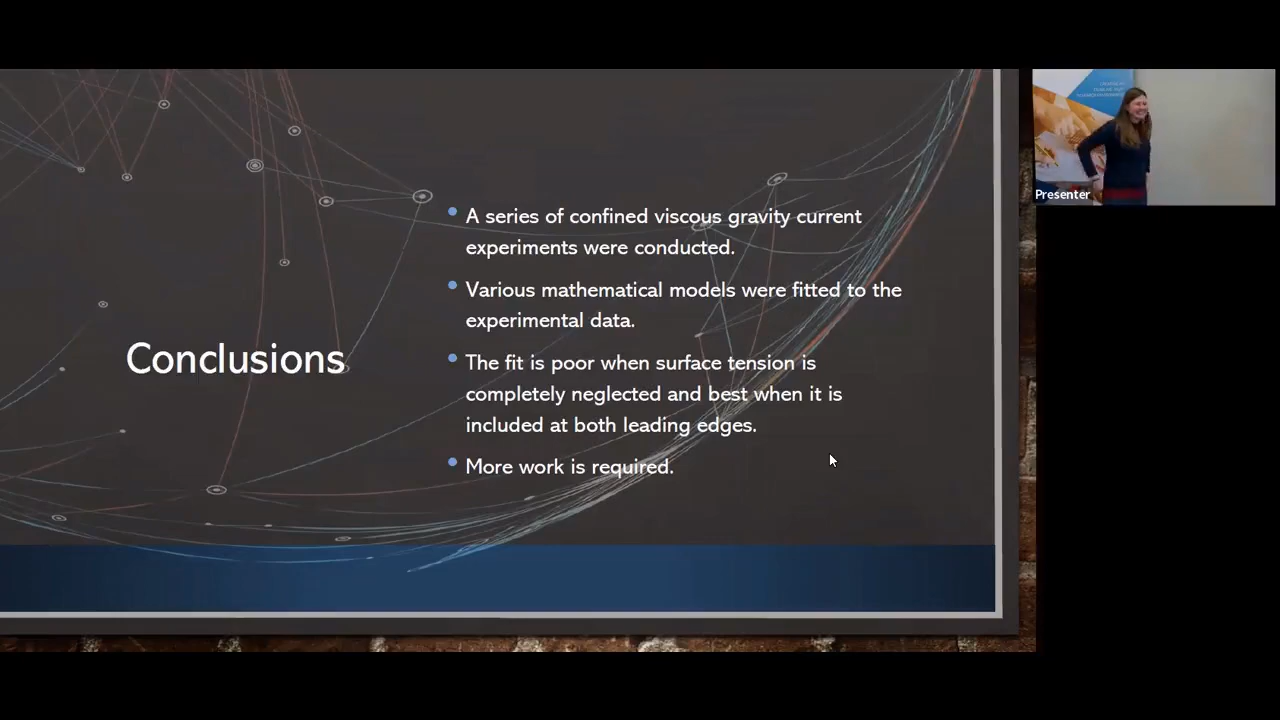 Conclusions
A series of confined viscous gravity current
experiments were conducted.
Various mathematical models were fitted to the
experimental data.
The fit is poor when surface tension is
completely neglected and best when it is
included at both leading edges.
More work is required.
Presenter